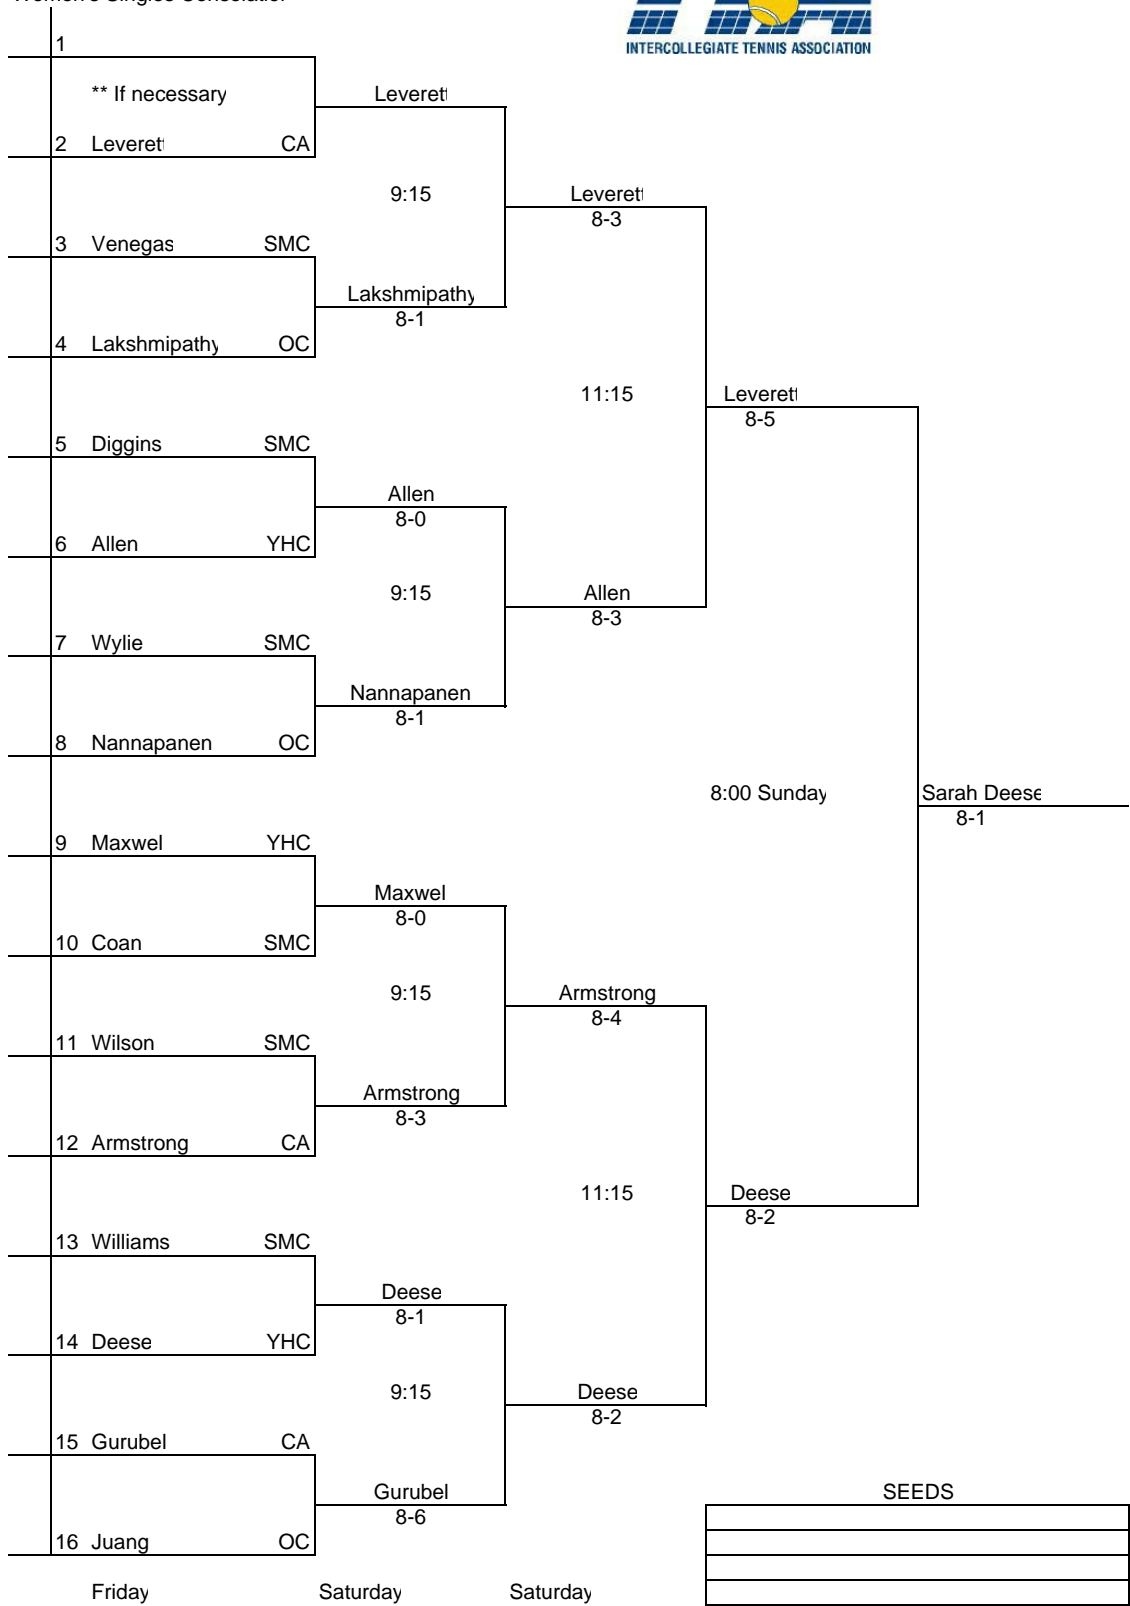 Women's Singles Consolation
INTERCOLLEGIATE TENNIS ASSOCIATION
1
** If necessary
Leverett
2 Leverett CA
9:15
Leverett
8-3
3 Venegas SMC
Lakshmipathy
8-1
4 Lakshmipathy OC
11:15
Leverett
8-5
5 Diggins SMC
Allen
8-0
6 Allen YHC
9:15
Allen
8-3
7 Wylie SMC
Nannapanen
8-1
8 Nannapanen OC
8:00 Sunday
Sarah Deese
8-1
9 Maxwel YHC
Maxwel
8-0
10 Coan SMC
9:15
Armstrong
8-4
11 Wilson SMC
Armstrong
8-3
12 Armstrong CA
11:15
Deese
8-2
13 Williams SMC
Deese
8-1
14 Deese YHC
9:15
Deese
8-2
15 Gurubel CA
Gurubel
8-6
SEEDS
16 Juang OC
Friday Saturday Saturday